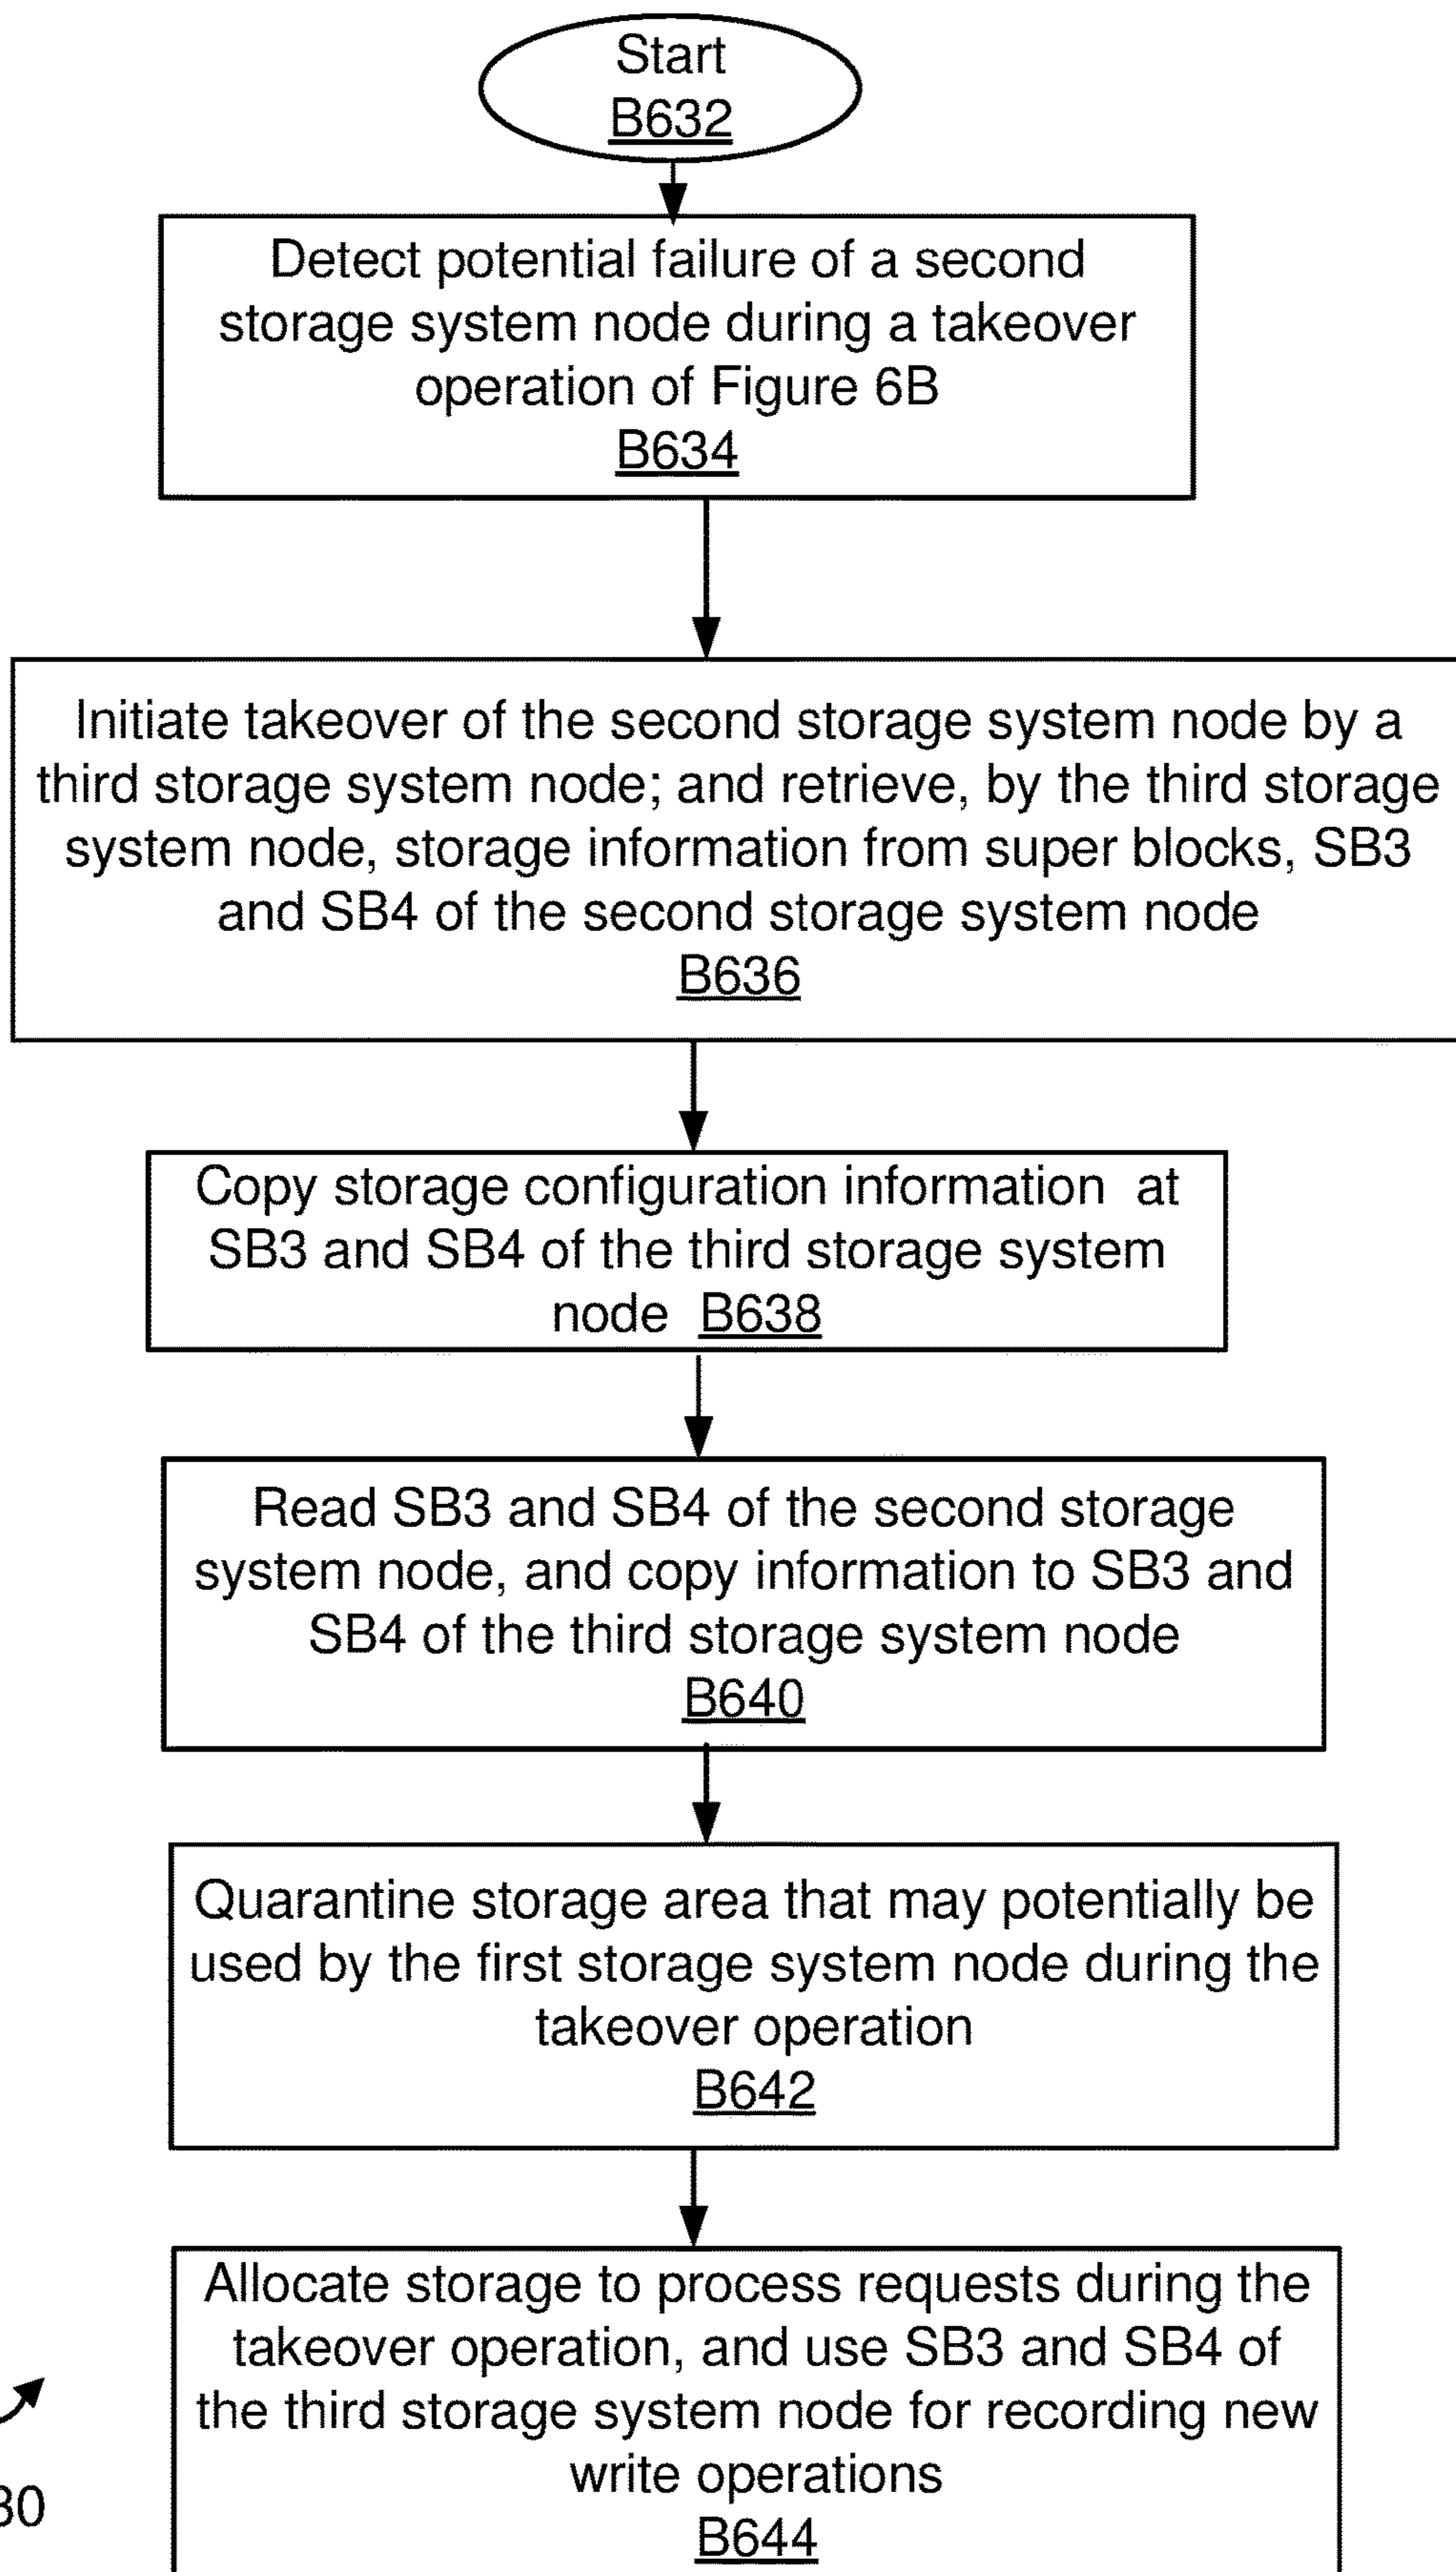 Start
B632
Detect potential failure of a second
storage system node during a takeover
operation of Figure 6B
B634
Initiate takeover of the second storage system node by a
third storage system node; and retrieve, by the third storage
system node, storage information from super blocks, SB3
and SB4 of the second storage system node
B636
Copy storage configuration information at
SB3 and SB4 of the third storage system
node B638
Read SB3 and SB4 of the second storage
system node, and copy information to SB3 and
SB4 of the third storage system node
B640
Quarantine storage area that may potentially be
used by the first storage system node during the
takeover operation
B642
Allocate storage to process requests during the
takeover operation, and use SB3 and SB4 of
the third storage system node for recording new
write operations
B644